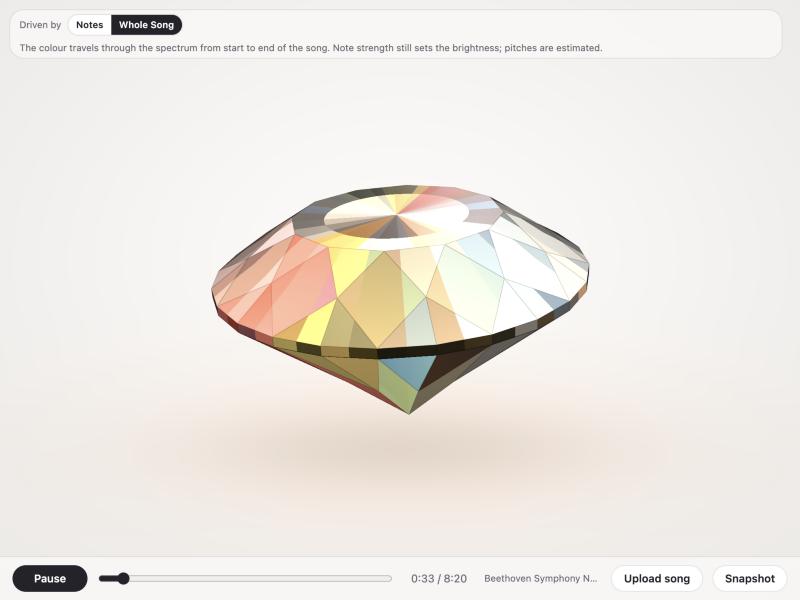 Driven by Notes Whole Song
The colour travels through the spectrum from start to end of the song. Note strength still sets the brightness; pitches are estimated.
Pause 0:33 / 8:20 Beethoven Symphony N... Upload song Snapshot